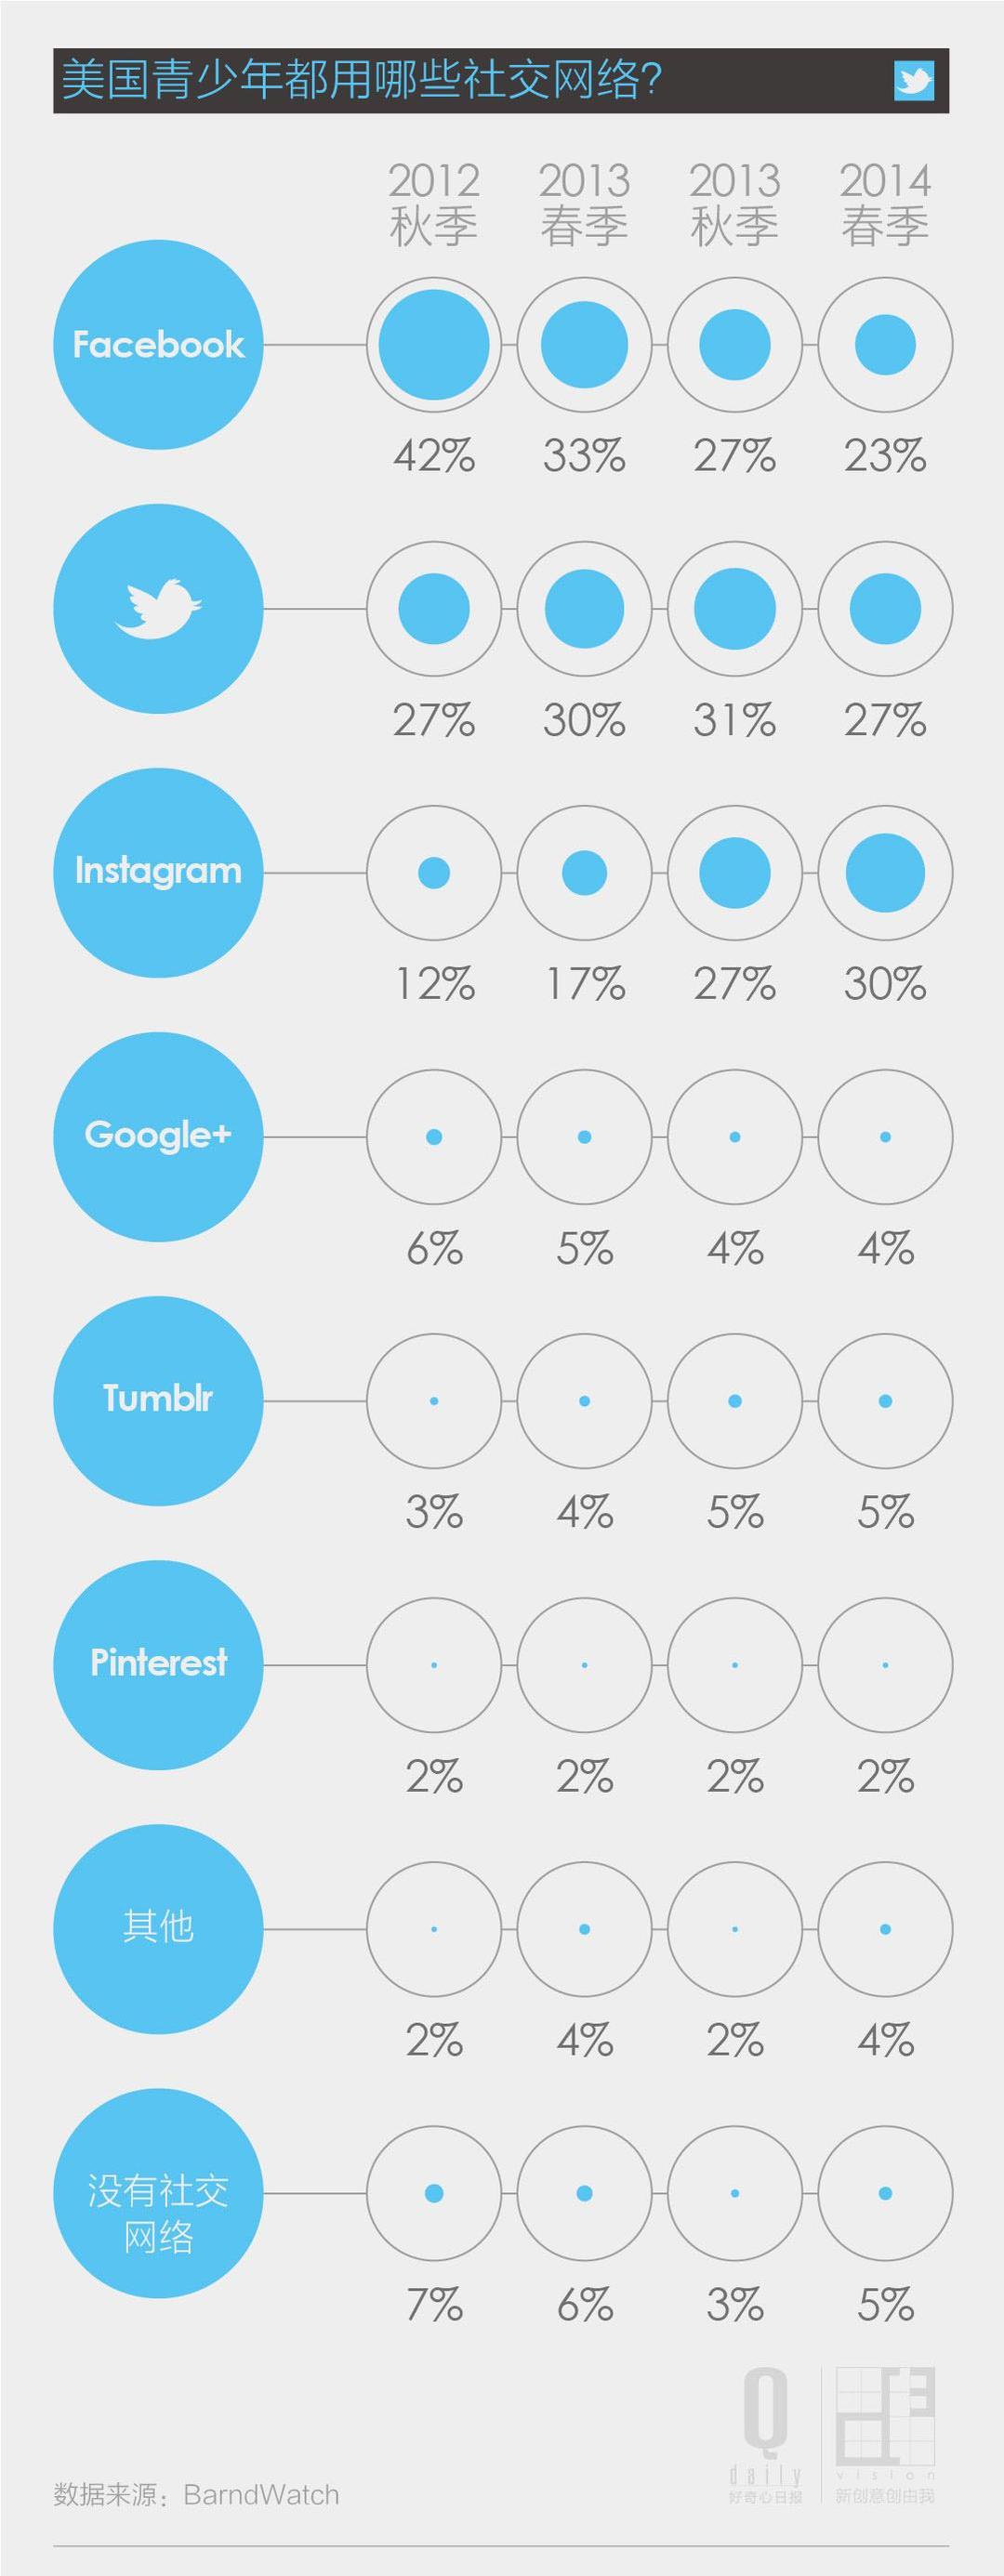 美国青少年都用哪些社交网络?
2012 2013 2013 2014
秋季 春季 秋季 春季
Facebook
42% 33% 27% 23%
27% 30% 31% 27%
Instagram
12% 17% 27% 30%
Google+
6% 5% 4% 4%
Tumblr
3% 4% 5% 5%
Pinterest
2% 2% 2% 2%
其他
2% 4% 2% 4%
没有社交
网络
7% 6% 3% 5%
Q
daily
好奇心日报
vision
新创意创由我
数据来源：BarndWatch